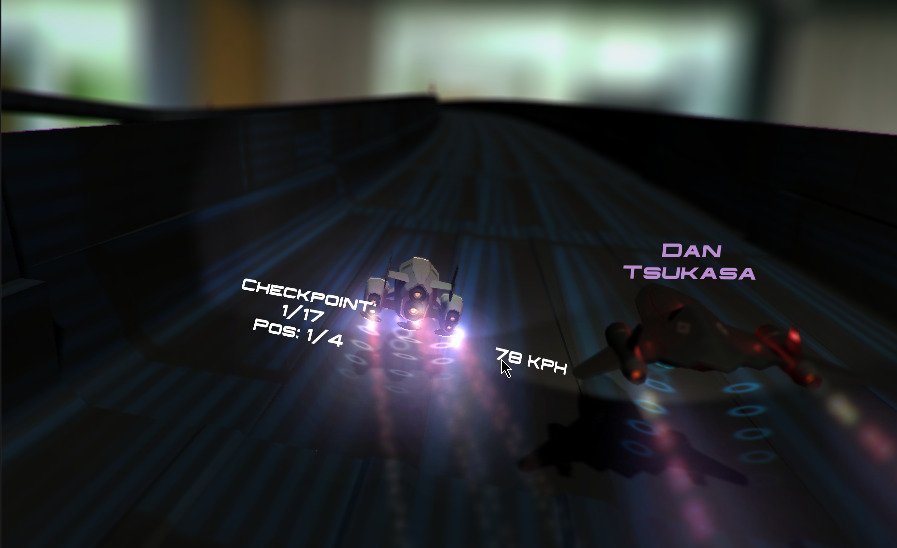 DAN
TSUKASA
CHECKPOINT:
1/17
POS: 1/4
78 KPH